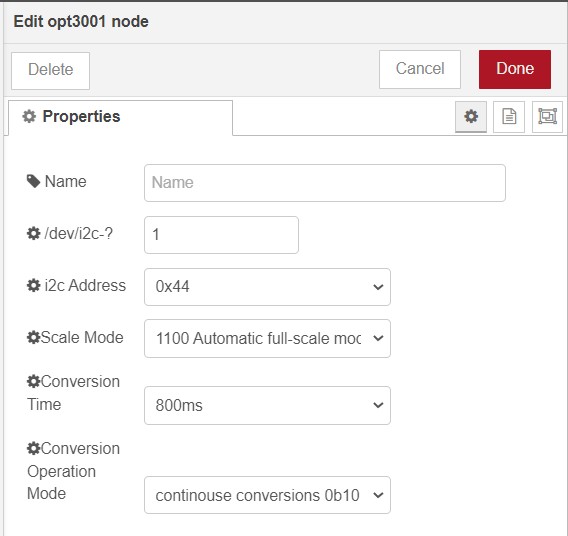 Edit opt3001 node
Delete
Cancel
Done
Properties
Name
Name
/dev/i2c-?
1
i2c Address
0x44
Scale Mode
1100 Automatic full-scale moc
Conversion
Time
800ms
Conversion
Operation
Mode
continouse conversions 0b10